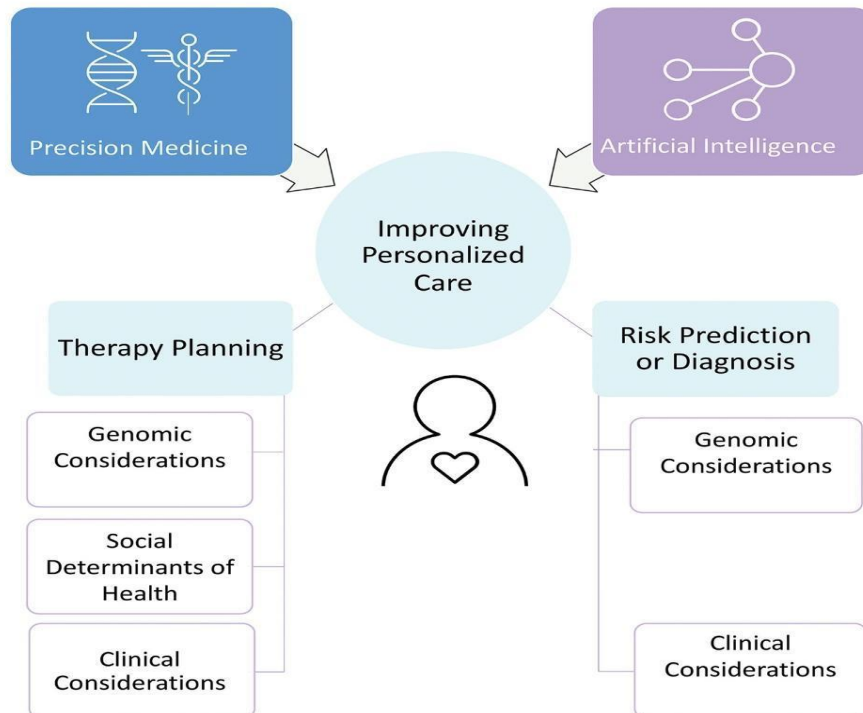 Precision Medicine
Artificial Intelligence
Improving
Personalized
Care
Therapy Planning
Genomic
Considerations
Social
Determinants of
Health
Clinical
Considerations
Risk Prediction
or Diagnosis
Genomic
Considerations
Clinical
Considerations